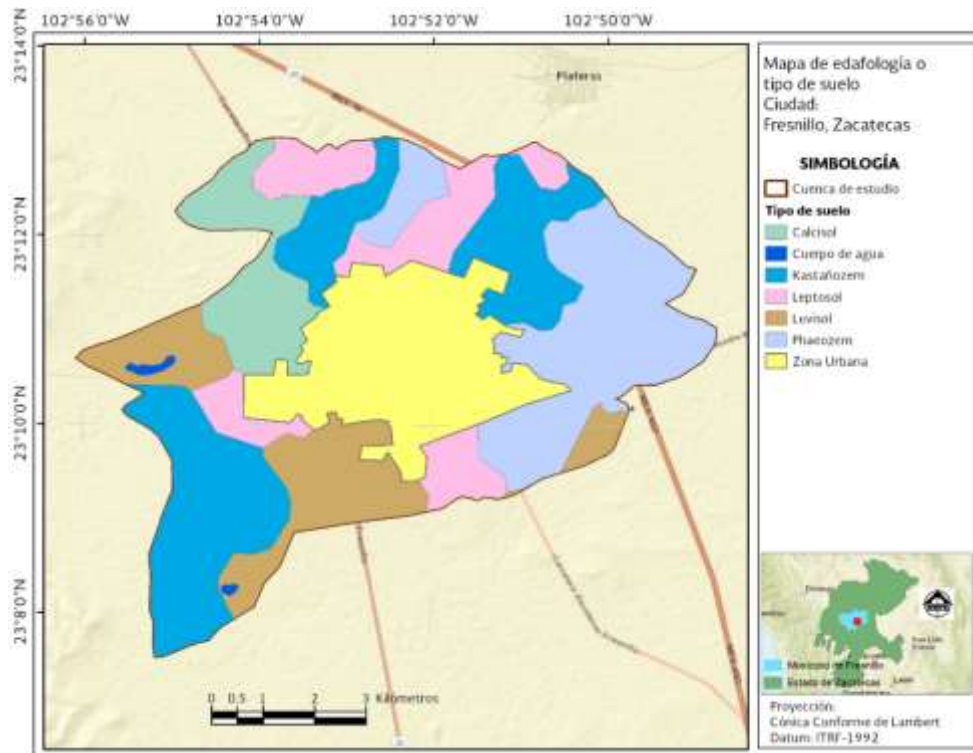 102°56'0"W 102°54'0"W 102°52'0"W 102°50'0"W
23°14'0"N
23°12'0"N
23°10'0"N
23°8'0"N
Plateros
0 0.5 1 2 3 Kilómetros
Mapa de edafología o
tipo de suelo
Ciudad:
Fresnillo, Zacatecas
SIMBOLOGÍA
Cuenca de estudio
Tipo de suelo
Calcisol
Cuerpo de agua
Kastañozem
Leptosol
Luvisol
Phaeozem
Zona Urbana
Municipio de Fresnillo
Estado de Zacatecas
Proyección:
Cónica Conforme de Lambert
Datum: ITRF-1992